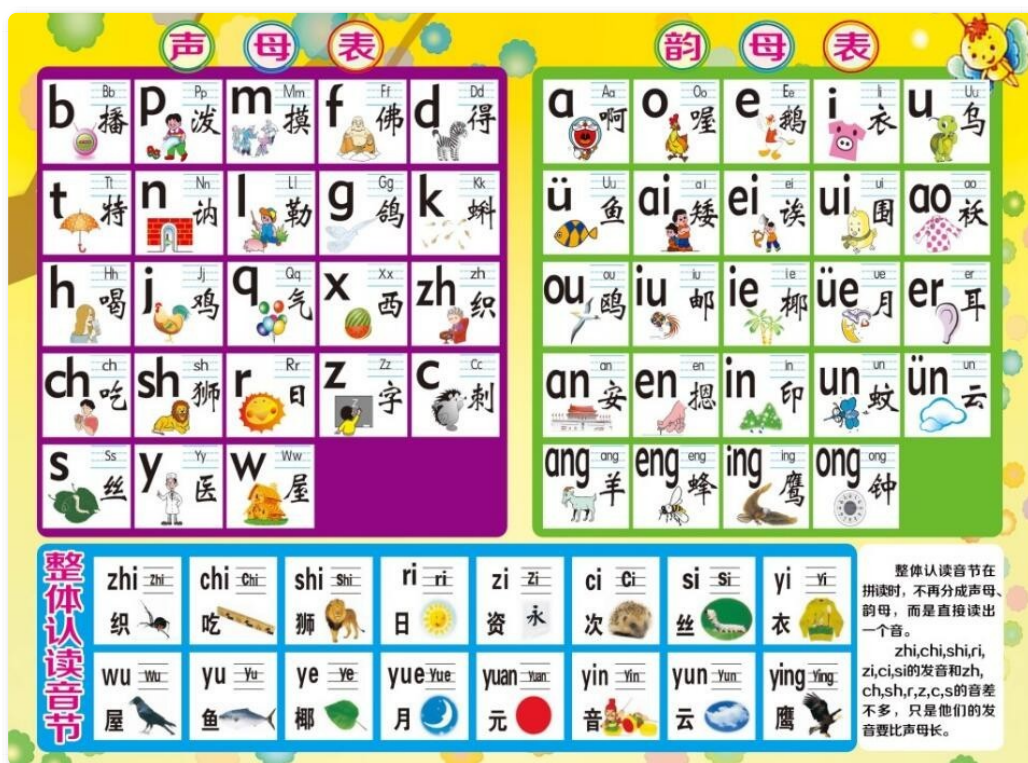 声母表
b Bb 播 p Pp 泼 m Mm 摸 f Ff 佛 d Dd 得
t Tt 特 n Nn 讷 l Ll 勒 g Gg 鸽 k Kk 蝌
h Hh 喝 j Jj 鸡 q Qq 气 x Xx 西 zh zh 织
ch ch 吃 sh sh 狮 r Rr 日 z Zz 字 c Cc 刺
s Ss 丝 y Yy 医 w Ww 屋
韵母表
a Aa 啊 o Oo 喔 e Ee 鹅 i Ii 衣 u Uu 乌
ü Uu 鱼 ai ai 矮 ei ei 诶 ui ui 围 ao ao 袄
ou ou 鸥 iu iu 邮 ie ie 椰 üe ue 月 er er 耳
an an 安 en en 摁 in in 印 un un 蚊 ün un 云
ang ang 羊 eng eng 蜂 ing ing 鹰 ong ong 钟
整体认读音节
zhi Zhi 织 chi Chi 吃 shi Shi 狮 ri ri 日 zi Zi 资 永 ci Ci 次 si Si 丝 yi Yi 衣
wu Wu 屋 yu Yu 鱼 ye Ye 椰 yue Yue 月 yuan Yuan 元 yin Yin 音 yun Yun 云 ying Ying 鹰
整体认读音节在
拼读时，不再分成声母、
韵母，而是直接读出
一个音。
zhi,chi,shi,ri,
zi,ci,si的发音和zh,
ch,sh,r,z,c,s的音差
不多，只是他们的发
音要比声母长。